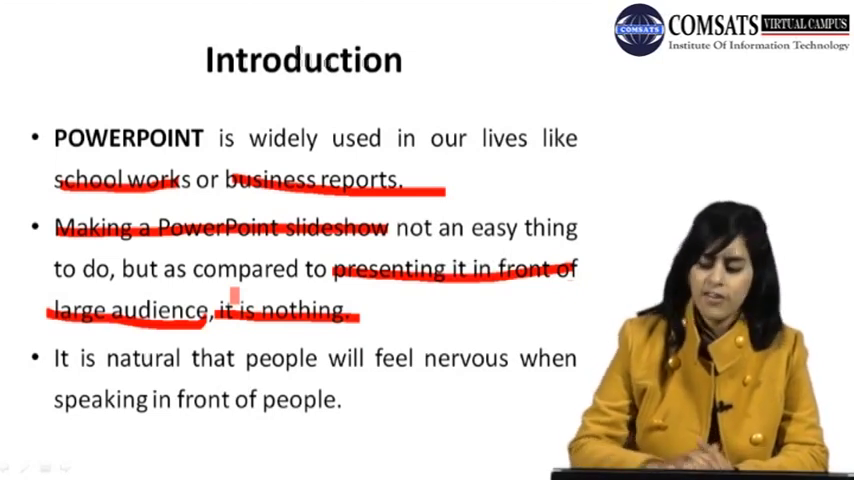 COMSATS VIRTUAL CAMPUS
COMSATS
Institute Of Information Technology
Introduction
• POWERPOINT is widely used in our lives like
school works or business reports.
• Making a PowerPoint slideshow not an easy thing
to do, but as compared to presenting it in front of
large audience, it is nothing.
• It is natural that people will feel nervous when
speaking in front of people.